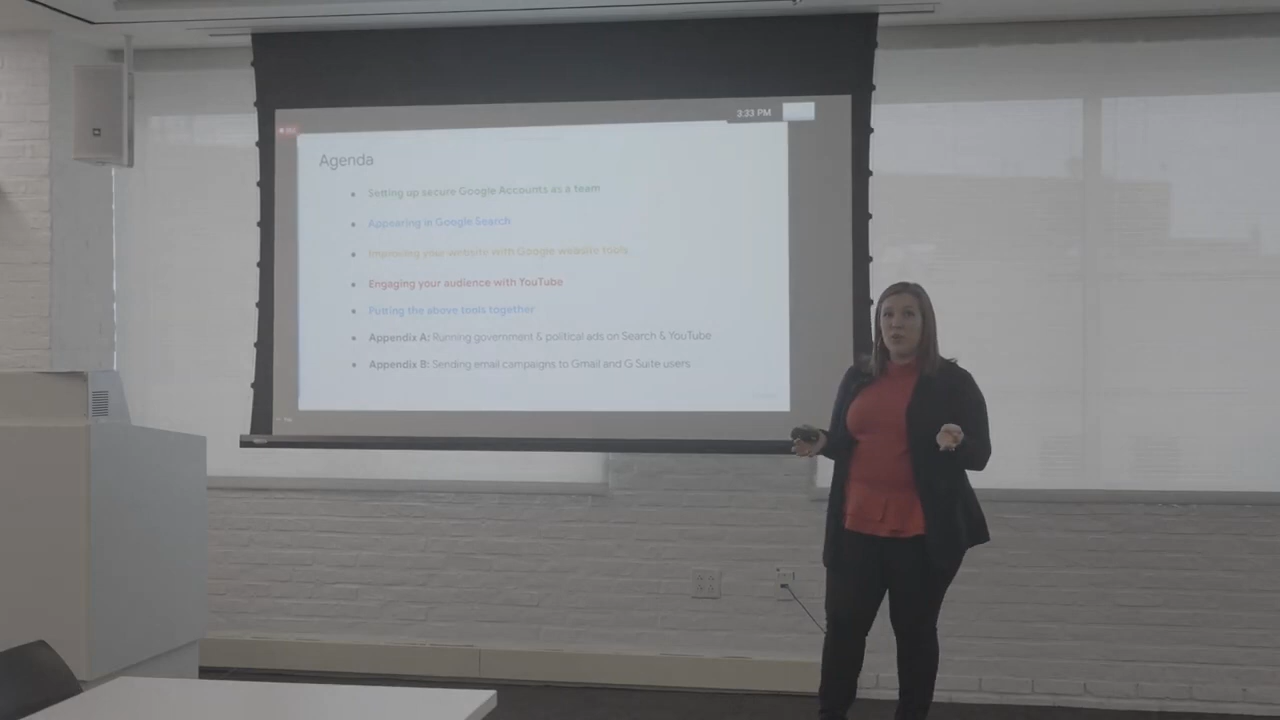 3:33 PM
Agenda
Setting up secure Google Accounts as a team
Appearing in Google Search
Improving your website with Google website tools
Engaging your audience with YouTube
Putting the above tools together
Appendix A: Running government & political ads on Search & YouTube
Appendix B: Sending email campaigns to Gmail and G Suite users